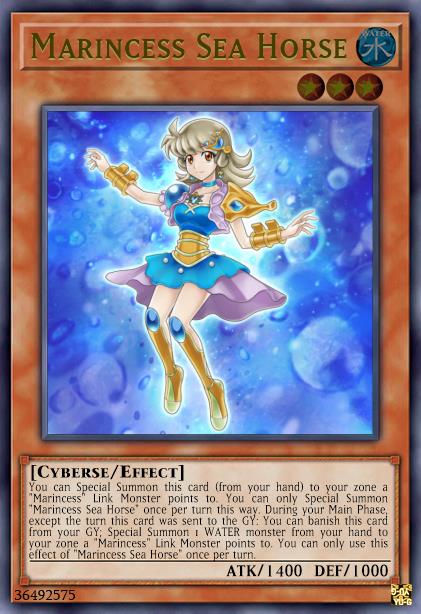 MARINCESS SEA HORSE
WATER
水
[CYBERSE/EFFECT]
You can Special Summon this card (from your hand) to your zone a
"Marincess" Link Monster points to. You can only Special Summon
"Marincess Sea Horse" once per turn this way. During your Main Phase,
except the turn this card was sent to the GY: You can banish this card
from your GY; Special Summon 1 WATER monster from your hand to
your zone a "Marincess" Link Monster points to. You can only use this
effect of "Marincess Sea Horse" once per turn.
ATK/1400 DEF/1000
36492575